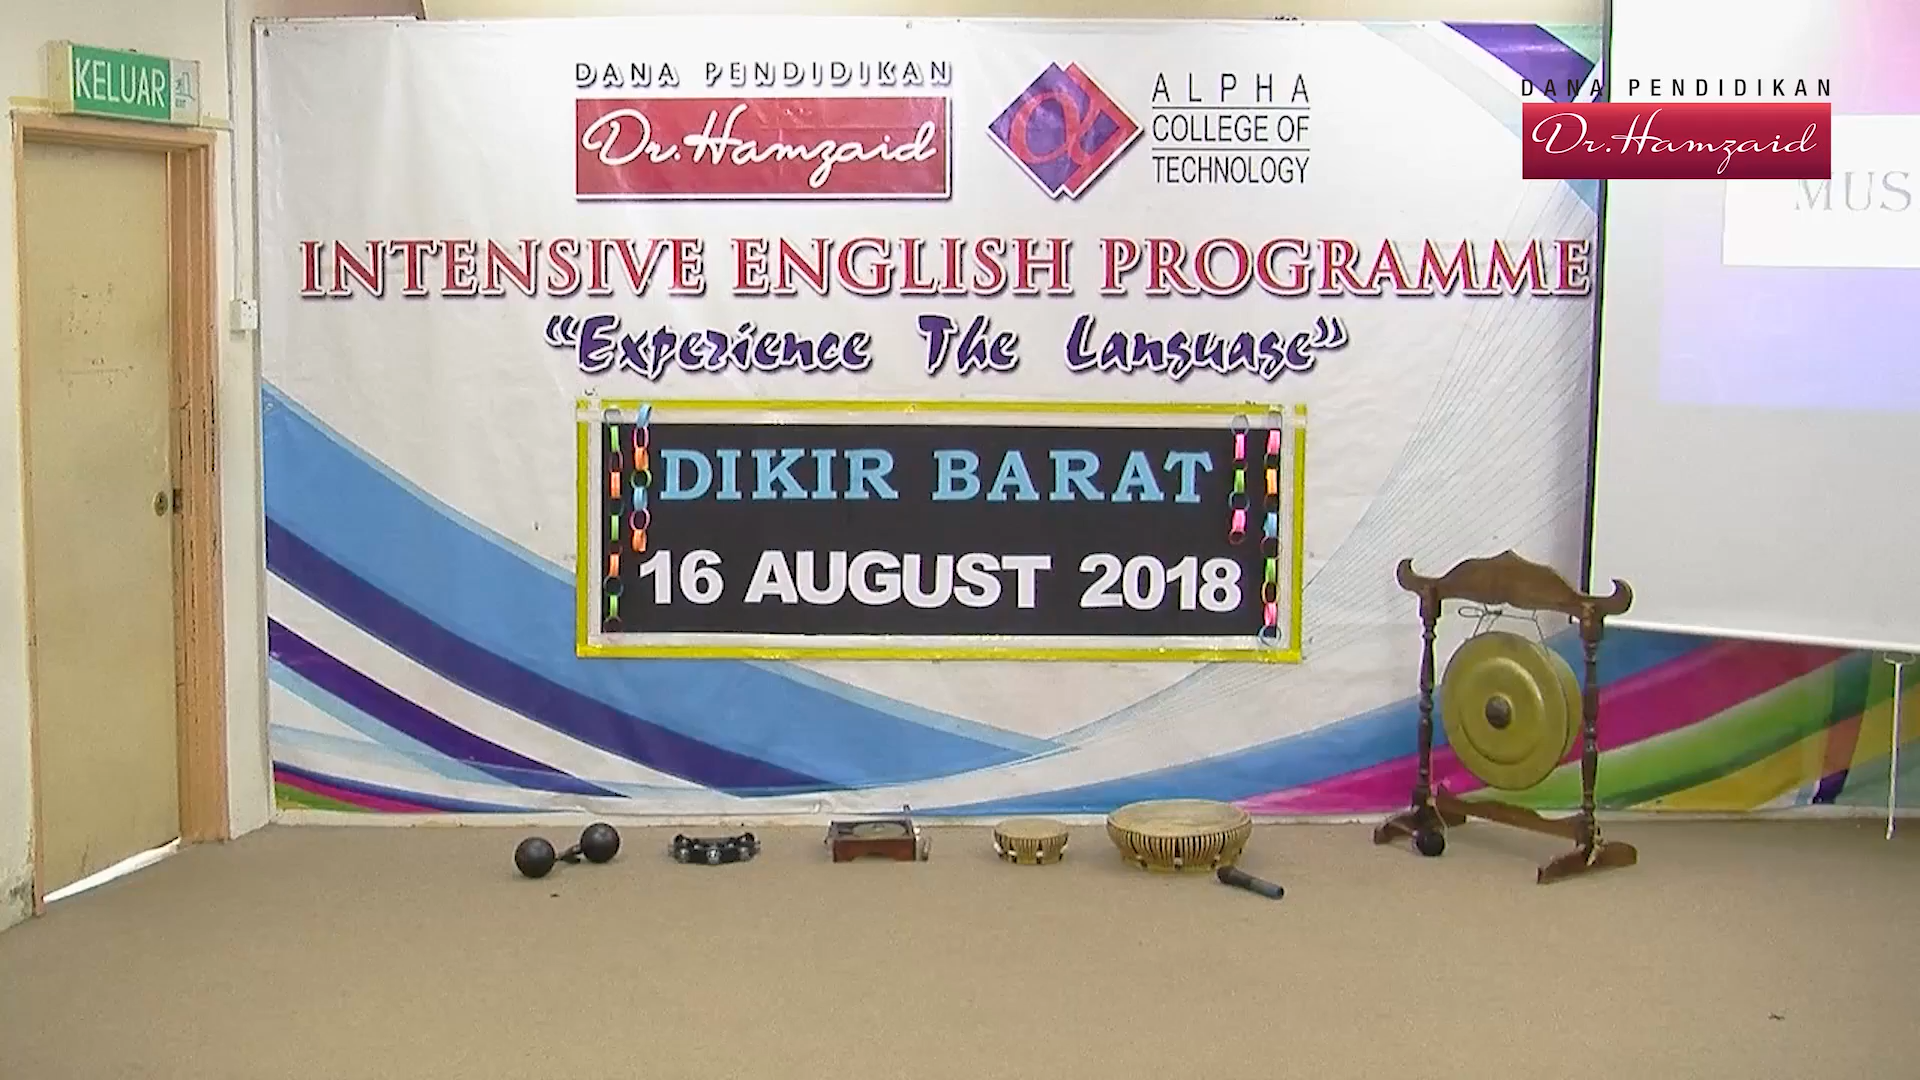 KELUAR
DANA PENDIDIKAN
Dr. Hamzaid
ALPHA
COLLEGE OF
TECHNOLOGY
INTENSIVE ENGLISH PROGRAMME
"Experience The Language"
DIKIR BARAT
16 AUGUST 2018
DANA PENDIDIKAN
Dr. Hamzaid
MUS